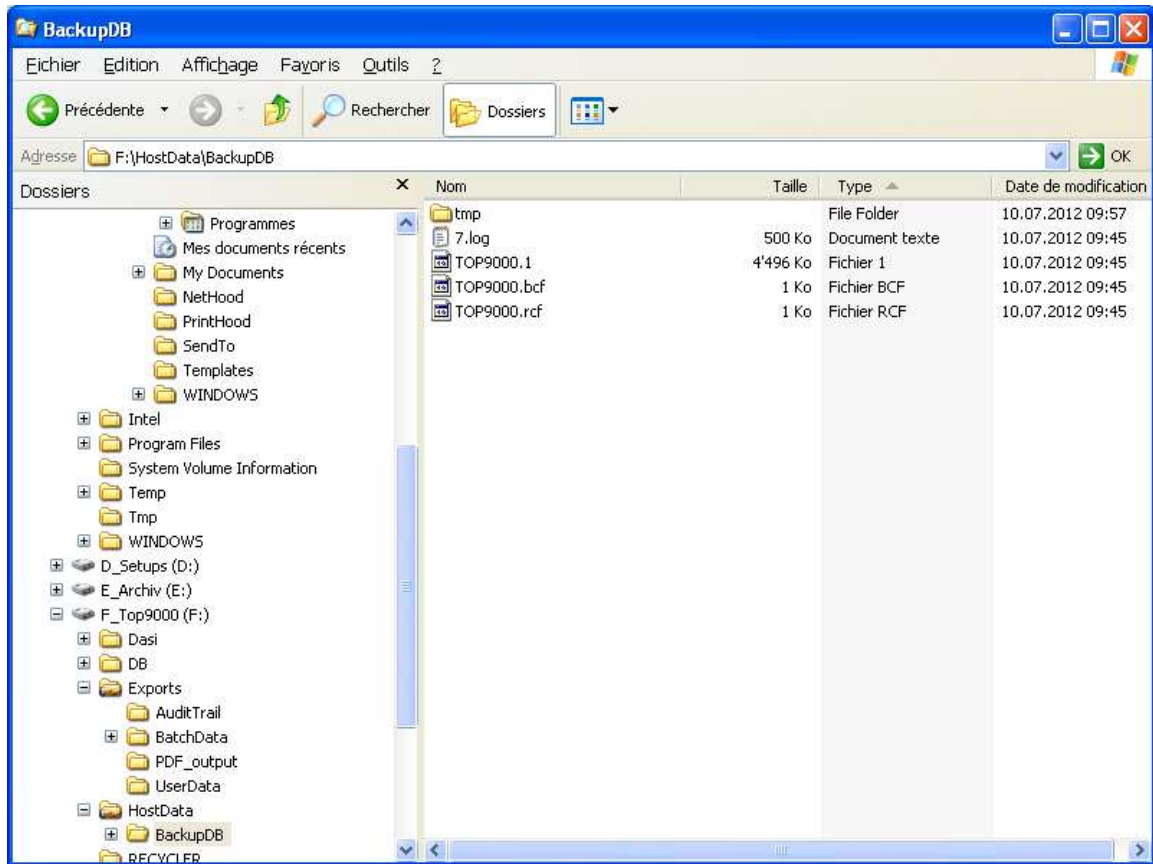 BackupDB
Eichier Edition Affichage Favoris Outils ?
Précédente Rechercher Dossiers
Adresse F:\HostData\BackupDB OK
Dossiers
Programmes
Mes documents récents
My Documents
NetHood
PrintHood
SendTo
Templates
WINDOWS
Intel
Program Files
System Volume Information
Temp
Tmp
WINDOWS
D_Setups (D:)
E_Archiv (E:)
F_Top9000 (F:)
Dasi
DB
Exports
AuditTrail
BatchData
PDF_output
UserData
HostData
BackupDB
RECYCLER
Nom Taille Type Date de modification
tmp File Folder 10.07.2012 09:57
7.log 500 Ko Document texte 10.07.2012 09:45
TOP9000.1 4'496 Ko Fichier 1 10.07.2012 09:45
TOP9000.bcf 1 Ko Fichier BCF 10.07.2012 09:45
TOP9000.rcf 1 Ko Fichier RCF 10.07.2012 09:45